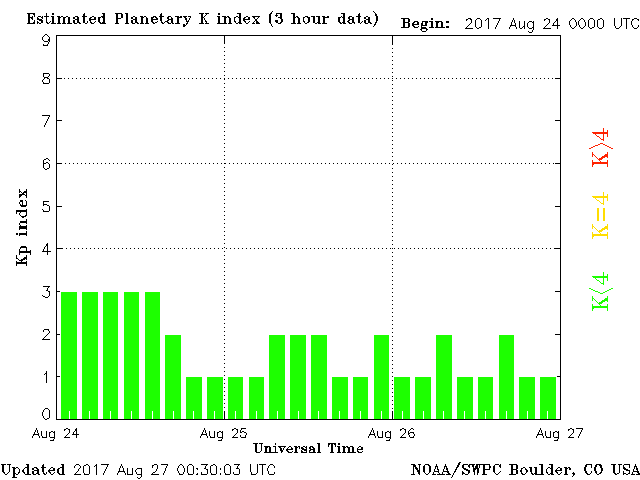 Estimated Planetary K index (3 hour data) Begin: 2017 Aug 24 0000 UTC
9
8
7
6
5
4
3
2
1
0
Kp index
K>4
K=4
K<4
Aug 24 Aug 25 Aug 26 Aug 27
Universal Time
Updated 2017 Aug 27 00:30:03 UTC NOAA/SWPC Boulder, CO USA